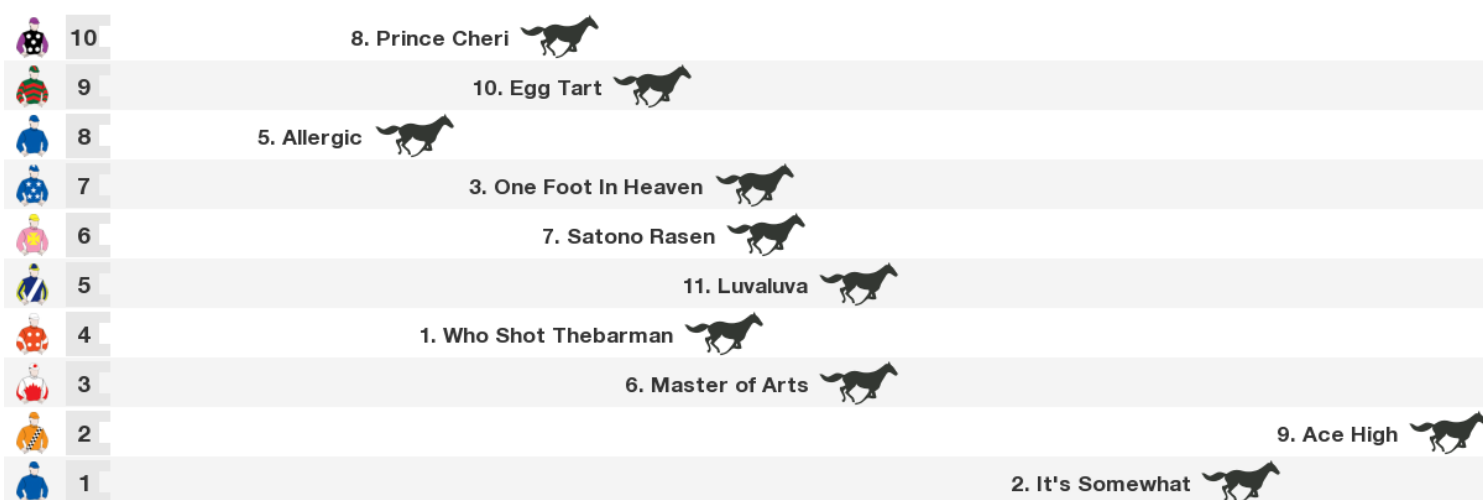 10 8. Prince Cheri
9 10. Egg Tart
8 5. Allergic
7 3. One Foot In Heaven
6 7. Satono Rasen
5 11. Luvaluva
4 1. Who Shot Thebarman
3 6. Master of Arts
2 9. Ace High
1 2. It's Somewhat